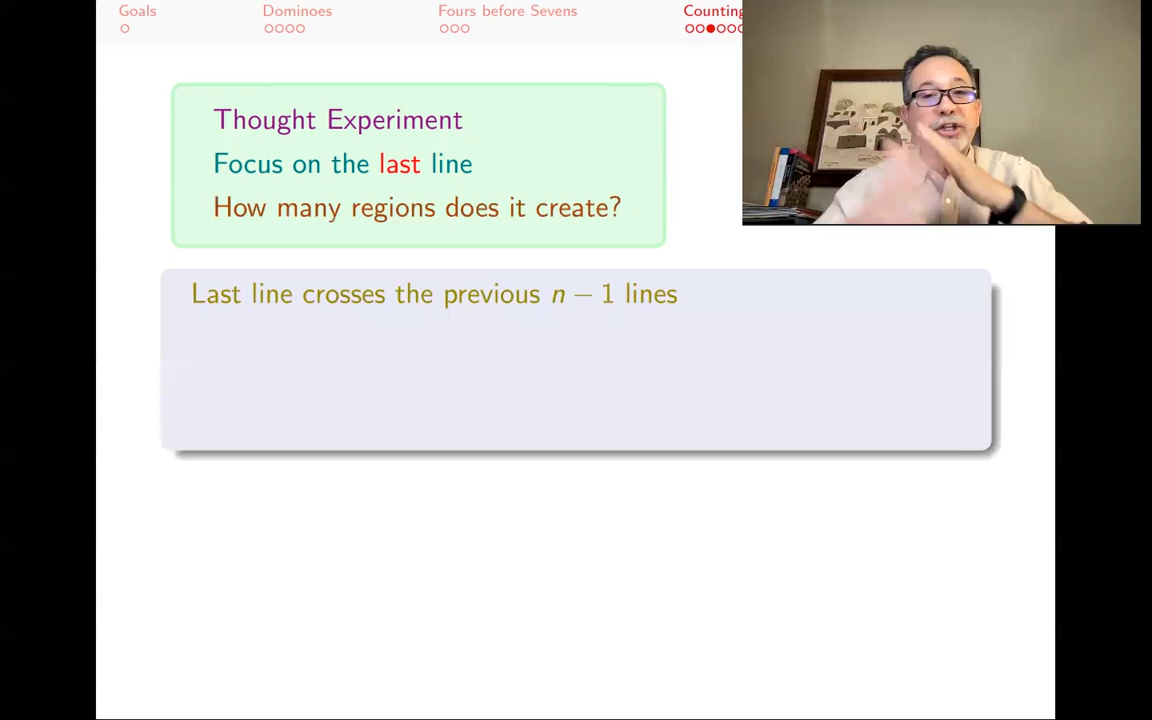 Goals Dominoes Fours before Sevens Counting
Thought Experiment
Focus on the last line
How many regions does it create?
Last line crosses the previous n − 1 lines